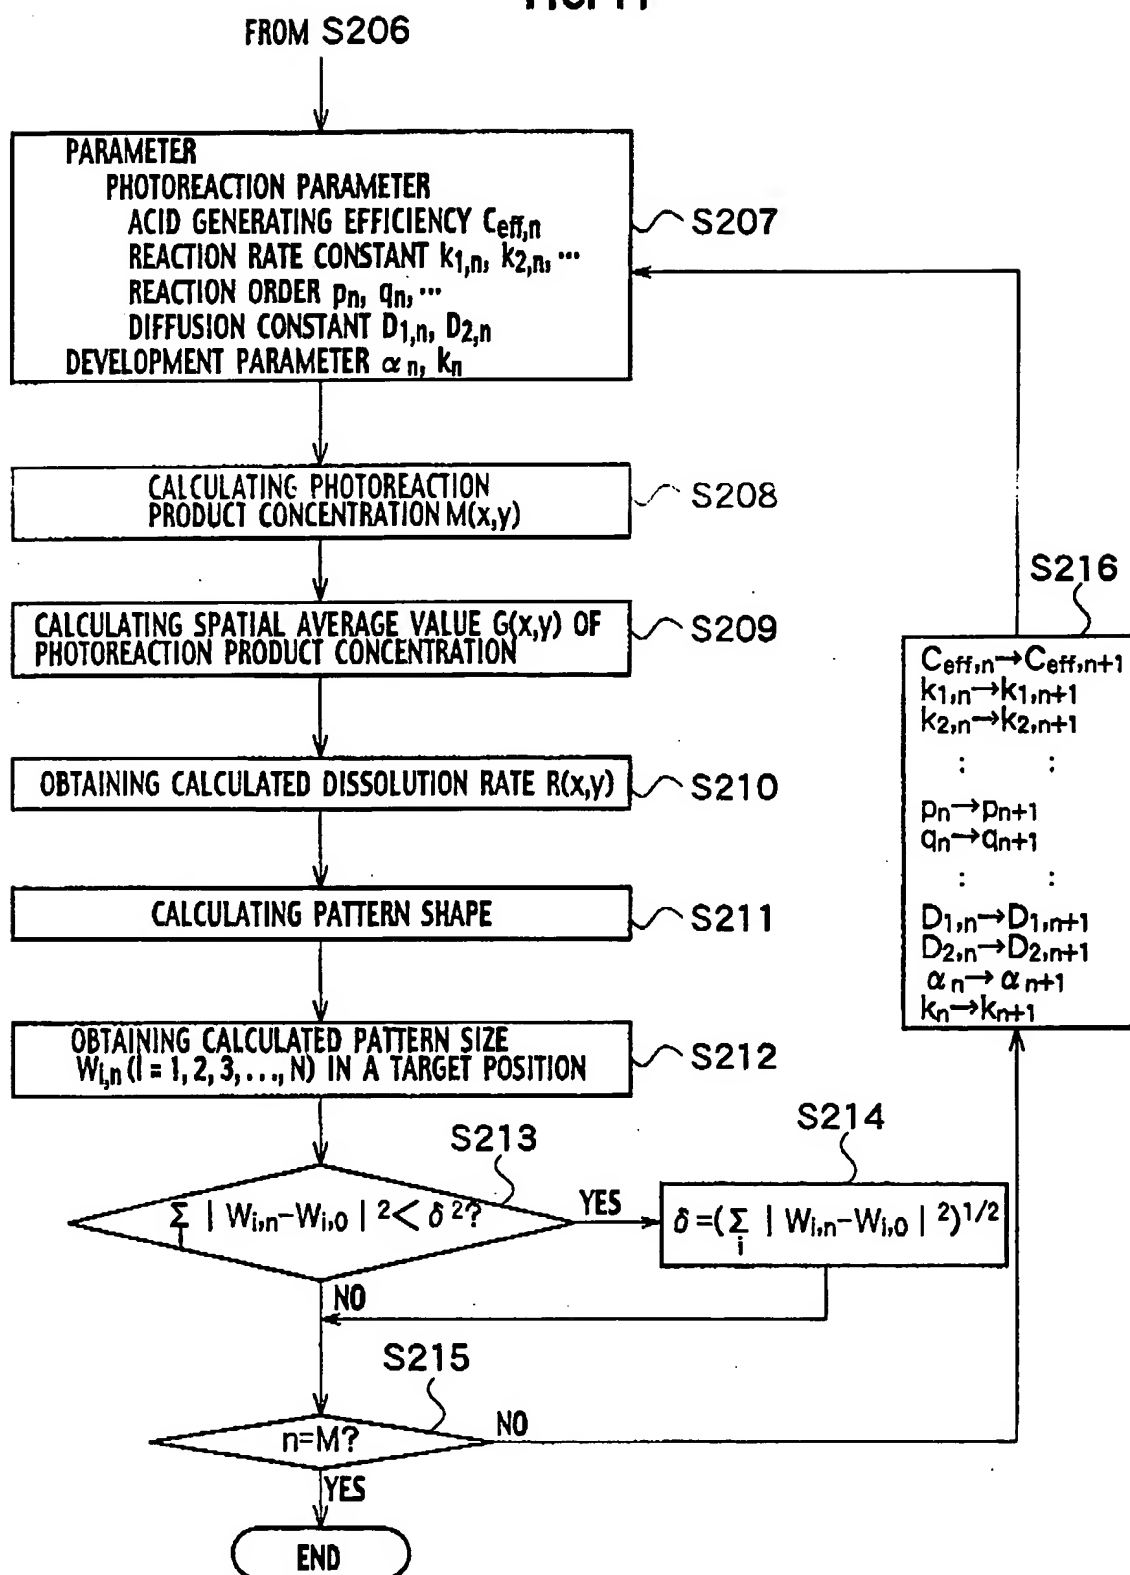 FROM S206
PARAMETER
PHOTOREACTION PARAMETER
ACID GENERATING EFFICIENCY Ceff,n
REACTION RATE CONSTANT k1,n, k2,n, ...
REACTION ORDER pn, qn, ...
DIFFUSION CONSTANT D1,n, D2,n
DEVELOPMENT PARAMETER αn, kn
S207
CALCULATING PHOTOREACTION
PRODUCT CONCENTRATION M(x,y)
S208
CALCULATING SPATIAL AVERAGE VALUE G(x,y) OF
PHOTOREACTION PRODUCT CONCENTRATION
S209
OBTAINING CALCULATED DISSOLUTION RATE R(x,y)
S210
CALCULATING PATTERN SHAPE
S211
OBTAINING CALCULATED PATTERN SIZE
Wi,n (i = 1, 2, 3, ..., N) IN A TARGET POSITION
S212
S213
Σi | Wi,n-Wi,0 | 2 < δ 2?
YES
NO
S214
δ =(Σi | Wi,n-Wi,0 | 2)1/2
S215
n=M?
NO
YES
END
S216
Ceff,n→Ceff,n+1
k1,n→k1,n+1
k2,n→k2,n+1
: :
pn→pn+1
qn→qn+1
: :
D1,n→D1,n+1
D2,n→D2,n+1
αn→αn+1
kn→kn+1